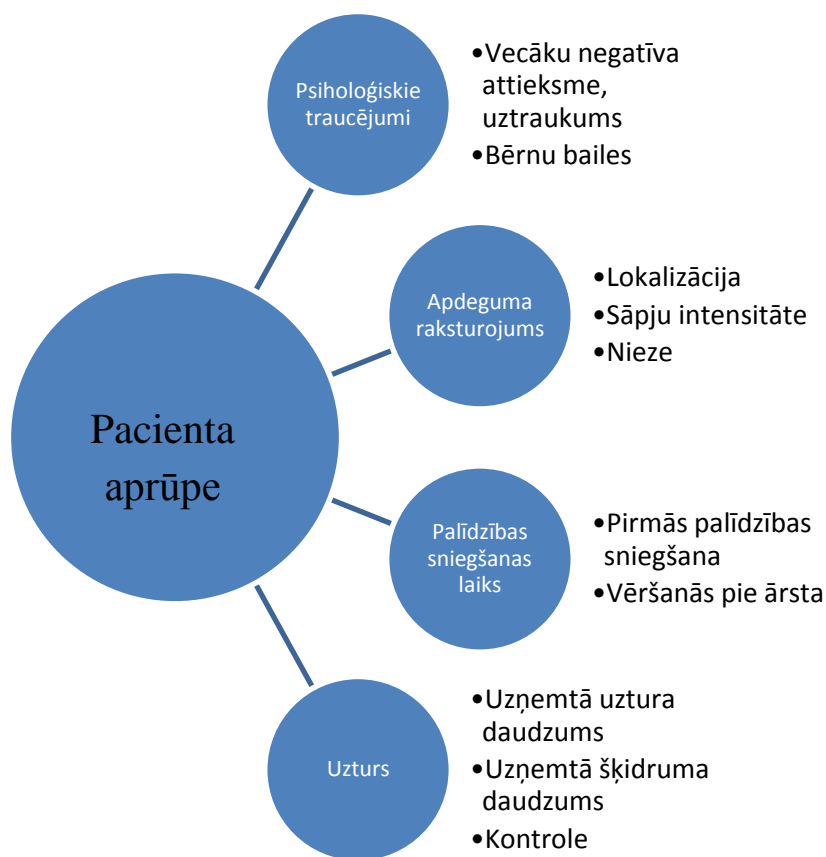 Psiholoģiskie
traucējumi
•Vecāku negatīva
attieksme,
uztraukums
•Bērnu bailes
Apdeguma
raksturojums
•Lokalizācija
•Sāpju intensitāte
•Nieze
Pacienta
aprūpe
Palīdzības
sniegšanas
laiks
•Pirmās palīdzības
sniegšana
•Vēršanās pie ārsta
Uzturs
•Uzņemtā uztura
daudzums
•Uzņemtā šķidruma
daudzums
•Kontrole